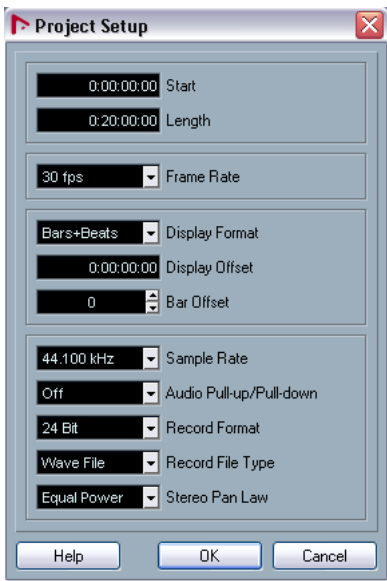 Project Setup
0:00:00:00 Start
0:20:00:00 Length
30 fps Frame Rate
Bars+Beats Display Format
0:00:00:00 Display Offset
0 Bar Offset
44.100 kHz Sample Rate
Off Audio Pull-up/Pull-down
24 Bit Record Format
Wave File Record File Type
Equal Power Stereo Pan Law
Help OK Cancel